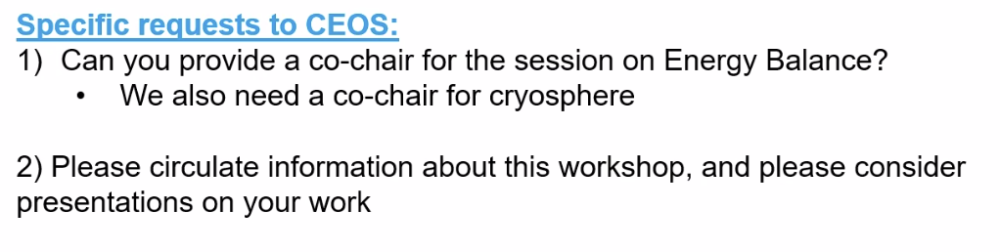 Specific requests to CEOS:
1) Can you provide a co-chair for the session on Energy Balance?
• We also need a co-chair for cryosphere
2) Please circulate information about this workshop, and please consider
presentations on your work